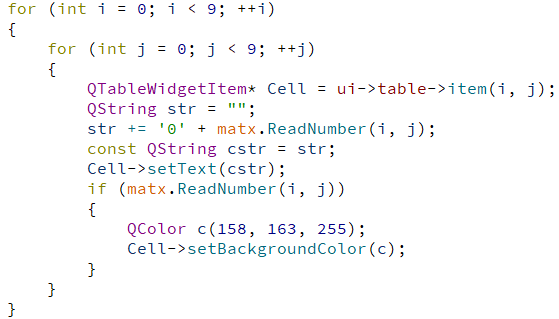 for (int i = 0; i < 9; ++i)
{
    for (int j = 0; j < 9; ++j)
    {
        QTableWidgetItem* Cell = ui->table->item(i, j);
        QString str = "";
        str += '0' + matx.ReadNumber(i, j);
        const QString cstr = str;
        Cell->setText(cstr);
        if (matx.ReadNumber(i, j))
        {
            QColor c(158, 163, 255);
            Cell->setBackgroundColor(c);
        }
    }
}